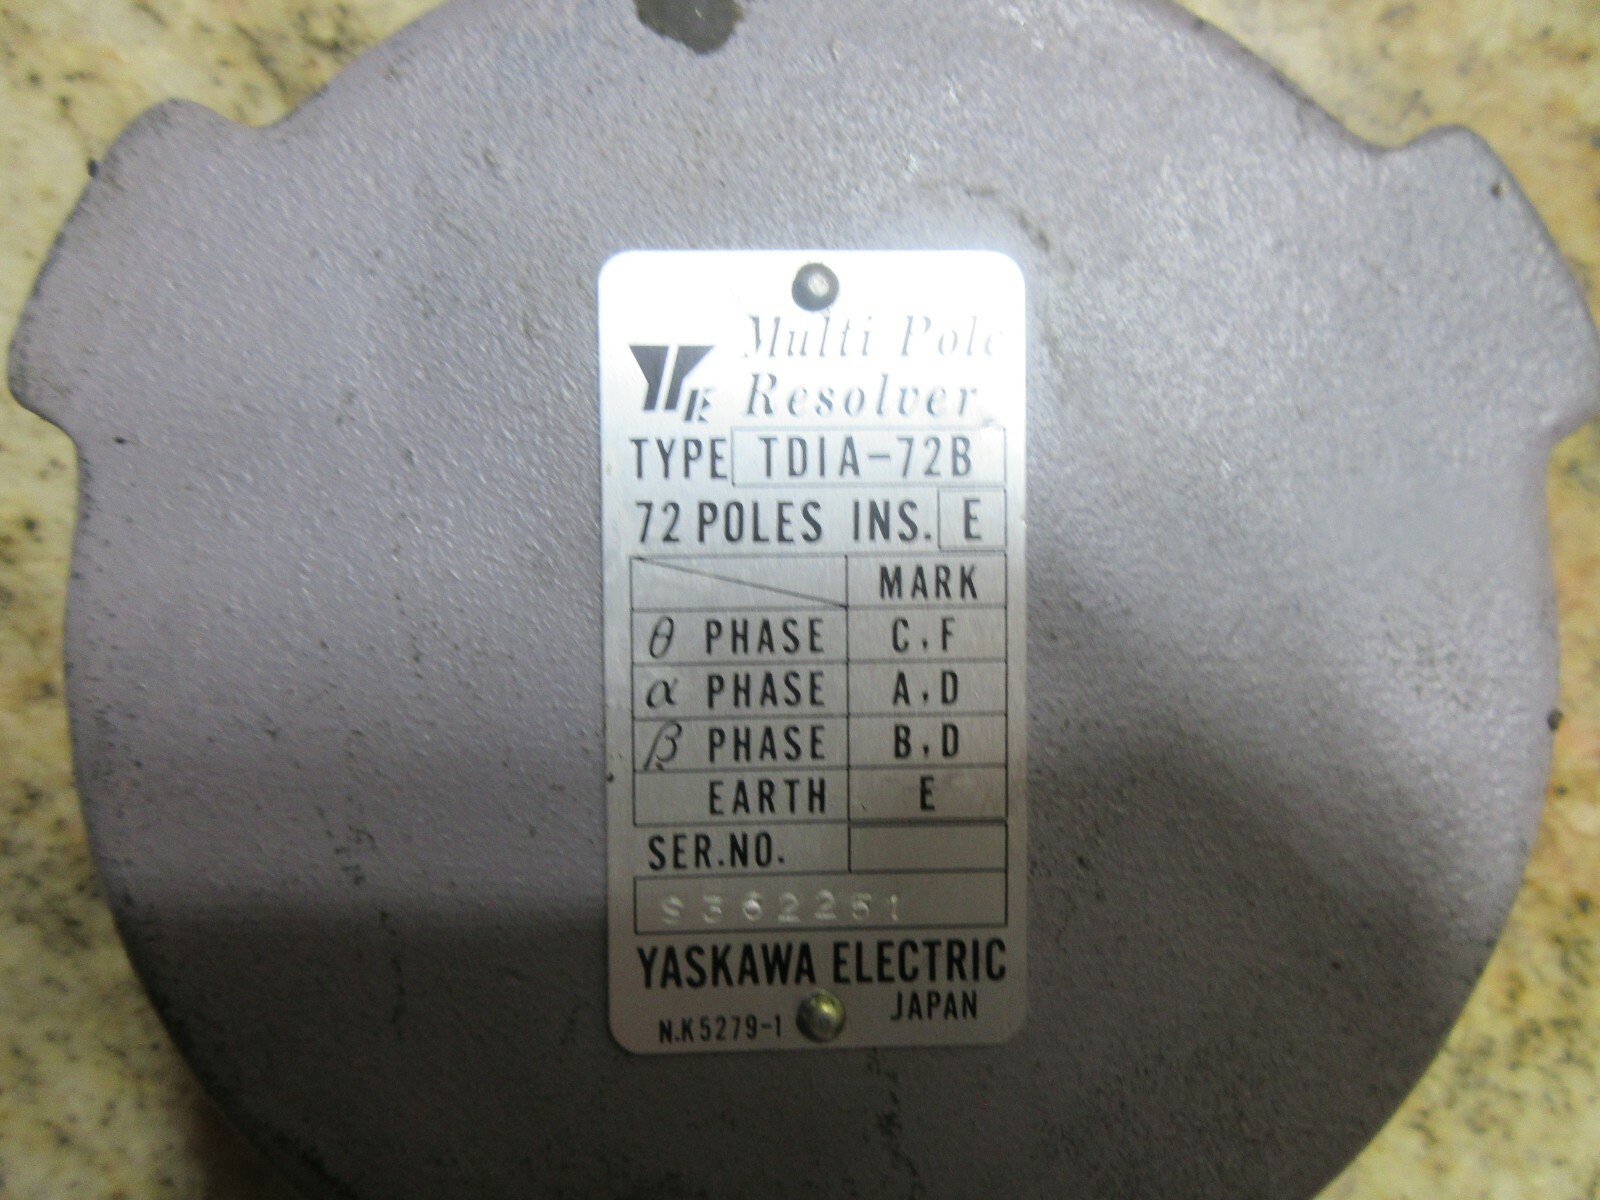 Multi Pole
Resolver
TYPE TDIA-72B
72 POLES INS. E
MARK
θ PHASE C,F
α PHASE A,D
β PHASE B,D
EARTH E
SER.NO.
S362251
YASKAWA ELECTRIC
JAPAN
N.K5279-1